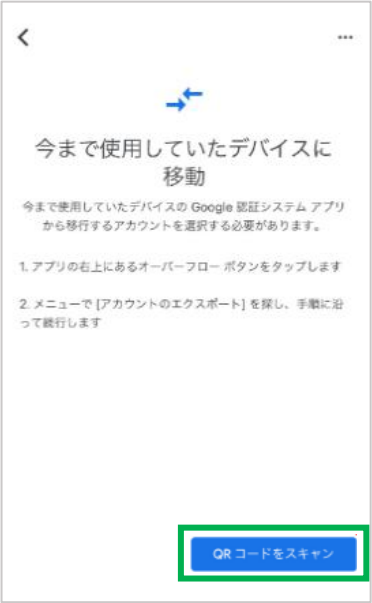 今まで使用していたデバイスに
移動
今まで使用していたデバイスの Google 認証システム アプリ
から移行するアカウントを選択する必要があります。
1. アプリの右上にあるオーバーフロー ボタンをタップします
2. メニューで [アカウントのエクスポート] を探し、手順に沿
って続行します
QR コードをスキャン